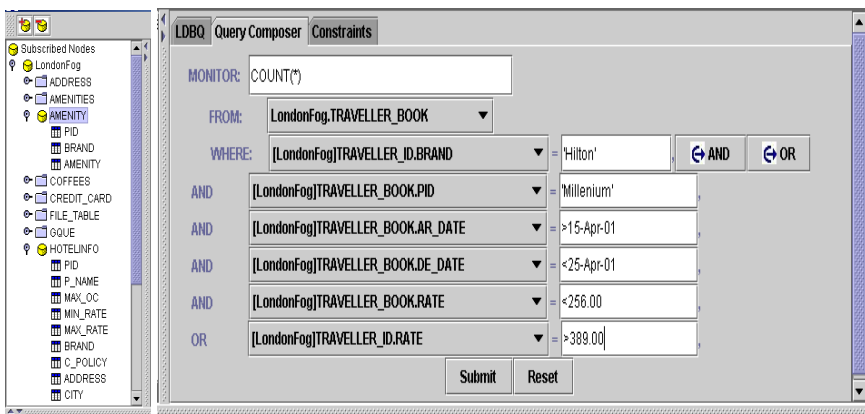 Subscribed Nodes
LondonFog
ADDRESS
AMENITIES
AMENITY
PID
BRAND
AMENITY
COFFEES
CREDIT_CARD
FILE_TABLE
GQUE
HOTELINFO
PID
P_NAME
MAX_OC
MIN_RATE
MAX_RATE
BRAND
C_POLICY
ADDRESS
CITY
LDBQ Query Composer Constraints
MONITOR: COUNT(*)
FROM: LondonFog.TRAVELLER_BOOK
WHERE: [LondonFog]TRAVELLER_ID.BRAND = 'Hilton' , AND OR
AND [LondonFog]TRAVELLER_BOOK.PID = 'Millenium' ,
AND [LondonFog]TRAVELLER_BOOK.AR_DATE = >15-Apr-01 ,
AND [LondonFog]TRAVELLER_BOOK.DE_DATE = <25-Apr-01 ,
AND [LondonFog]TRAVELLER_BOOK.RATE = <256.00 ,
OR [LondonFog]TRAVELLER_ID.RATE = >389.00 ,
Submit Reset